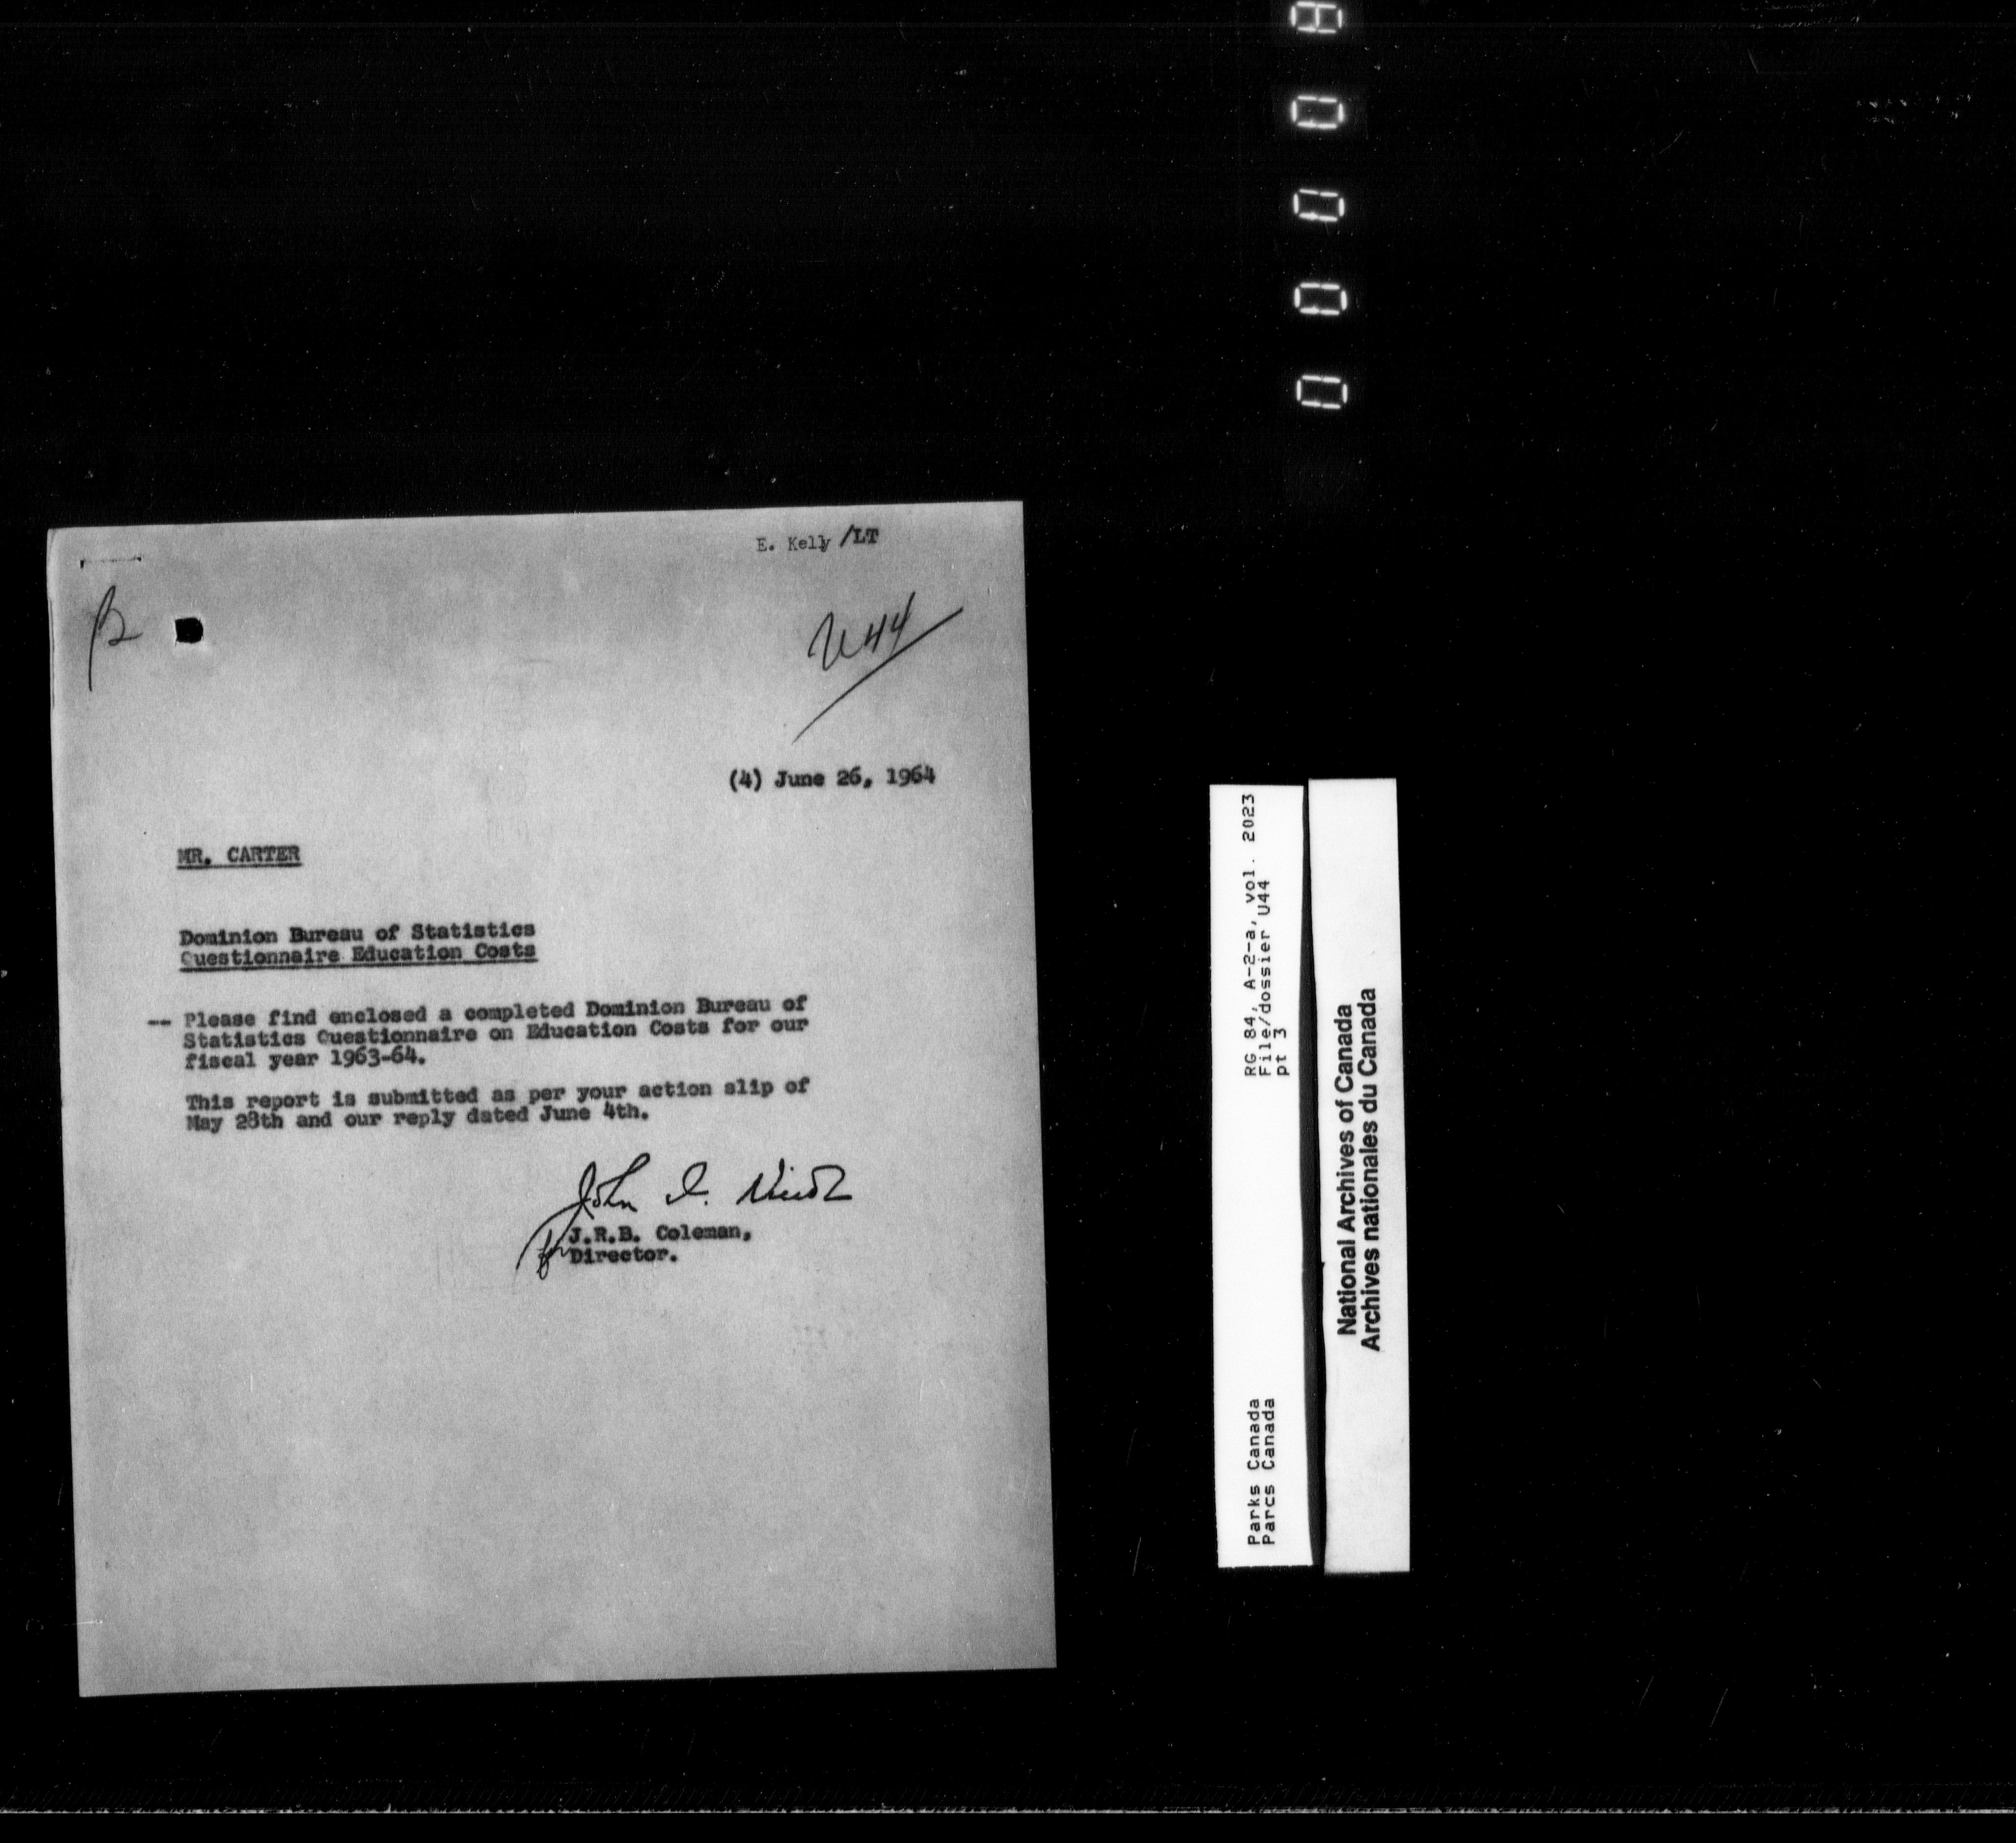 E. Kelly /LT
U44
(4) June 26, 1964
MR. CARTER
Dominion Bureau of Statistics
Questionnaire Education Costs
-- Please find enclosed a completed Dominion Bureau of
Statistics Questionnaire on Education Costs for our
fiscal year 1963-64.
This report is submitted as per your action slip of
May 28th and our reply dated June 4th.
John I.
for
J.R.B. Coleman,
Director.
RG 84, A-2-a, vol. 2023
File/dossier U44
pt 3
Parks Canada
Parcs Canada
National Archives of Canada
Archives nationales du Canada